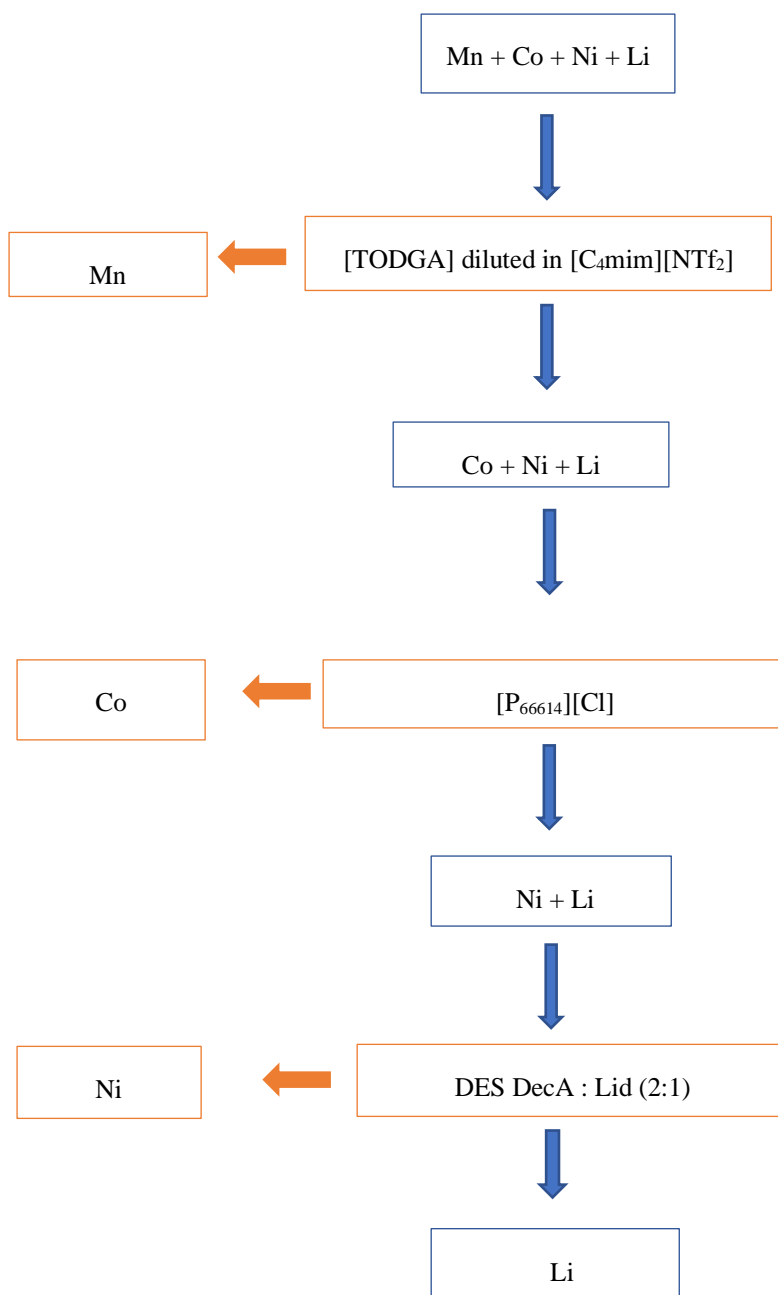 Mn + Co + Ni + Li
[TODGA] diluted in [C₄mim][NTf₂]
Mn
Co + Ni + Li
Co
[P₆₆₆₁₄][Cl]
Ni + Li
Ni
DES DecA : Lid (2:1)
Li